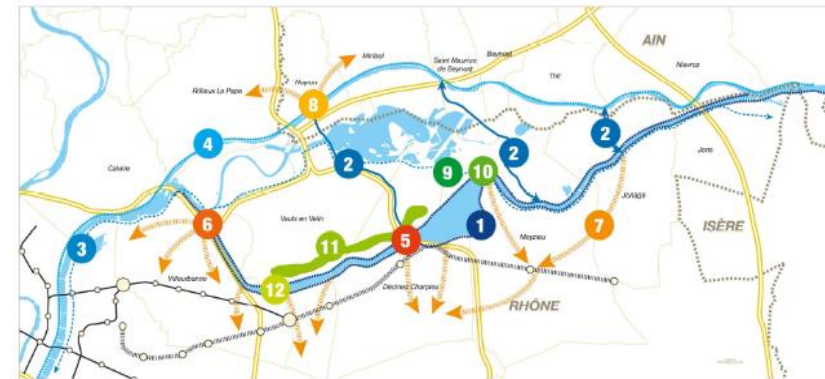 AIN
Miribel
Saint Maurice
de Beynost
Beynost
Thil
Nievroz
Neyron
Rillieux La Pape
8
4
2
2
2
Caluire
9
10
Jons
Jonage
ISÈRE
Vaulx en Velin
6
11
5
1
7
3
Meyzieu
Villeurbanne
12
Décines Charpieu
RHÔNE